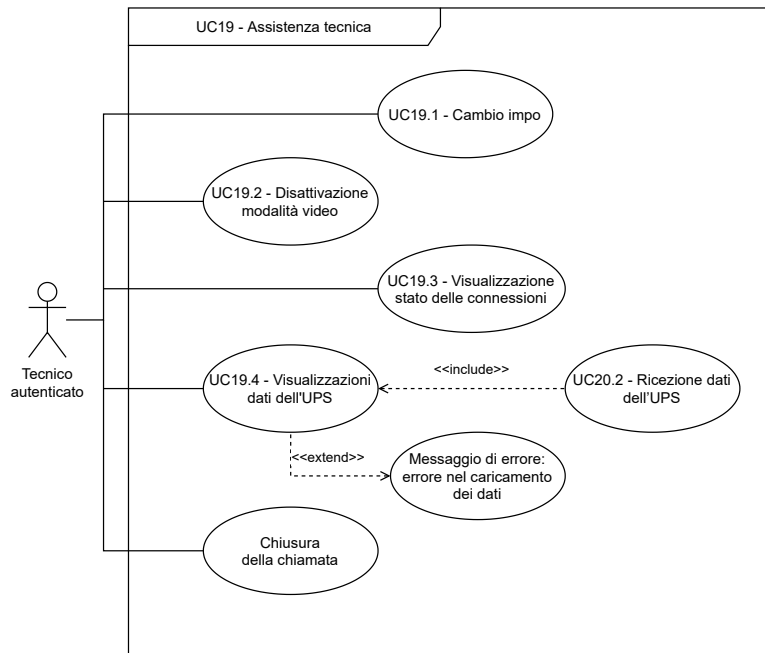 UC19 - Assistenza tecnica
UC19.1 - Cambio impo
UC19.2 - Disattivazione
modalità video
UC19.3 - Visualizzazione
stato delle connessioni
Tecnico
autenticato
UC19.4 - Visualizzazioni
dati dell'UPS
<<include>>
UC20.2 - Ricezione dati
dell’UPS
<<extend>>
Messaggio di errore:
errore nel caricamento
dei dati
Chiusura
della chiamata